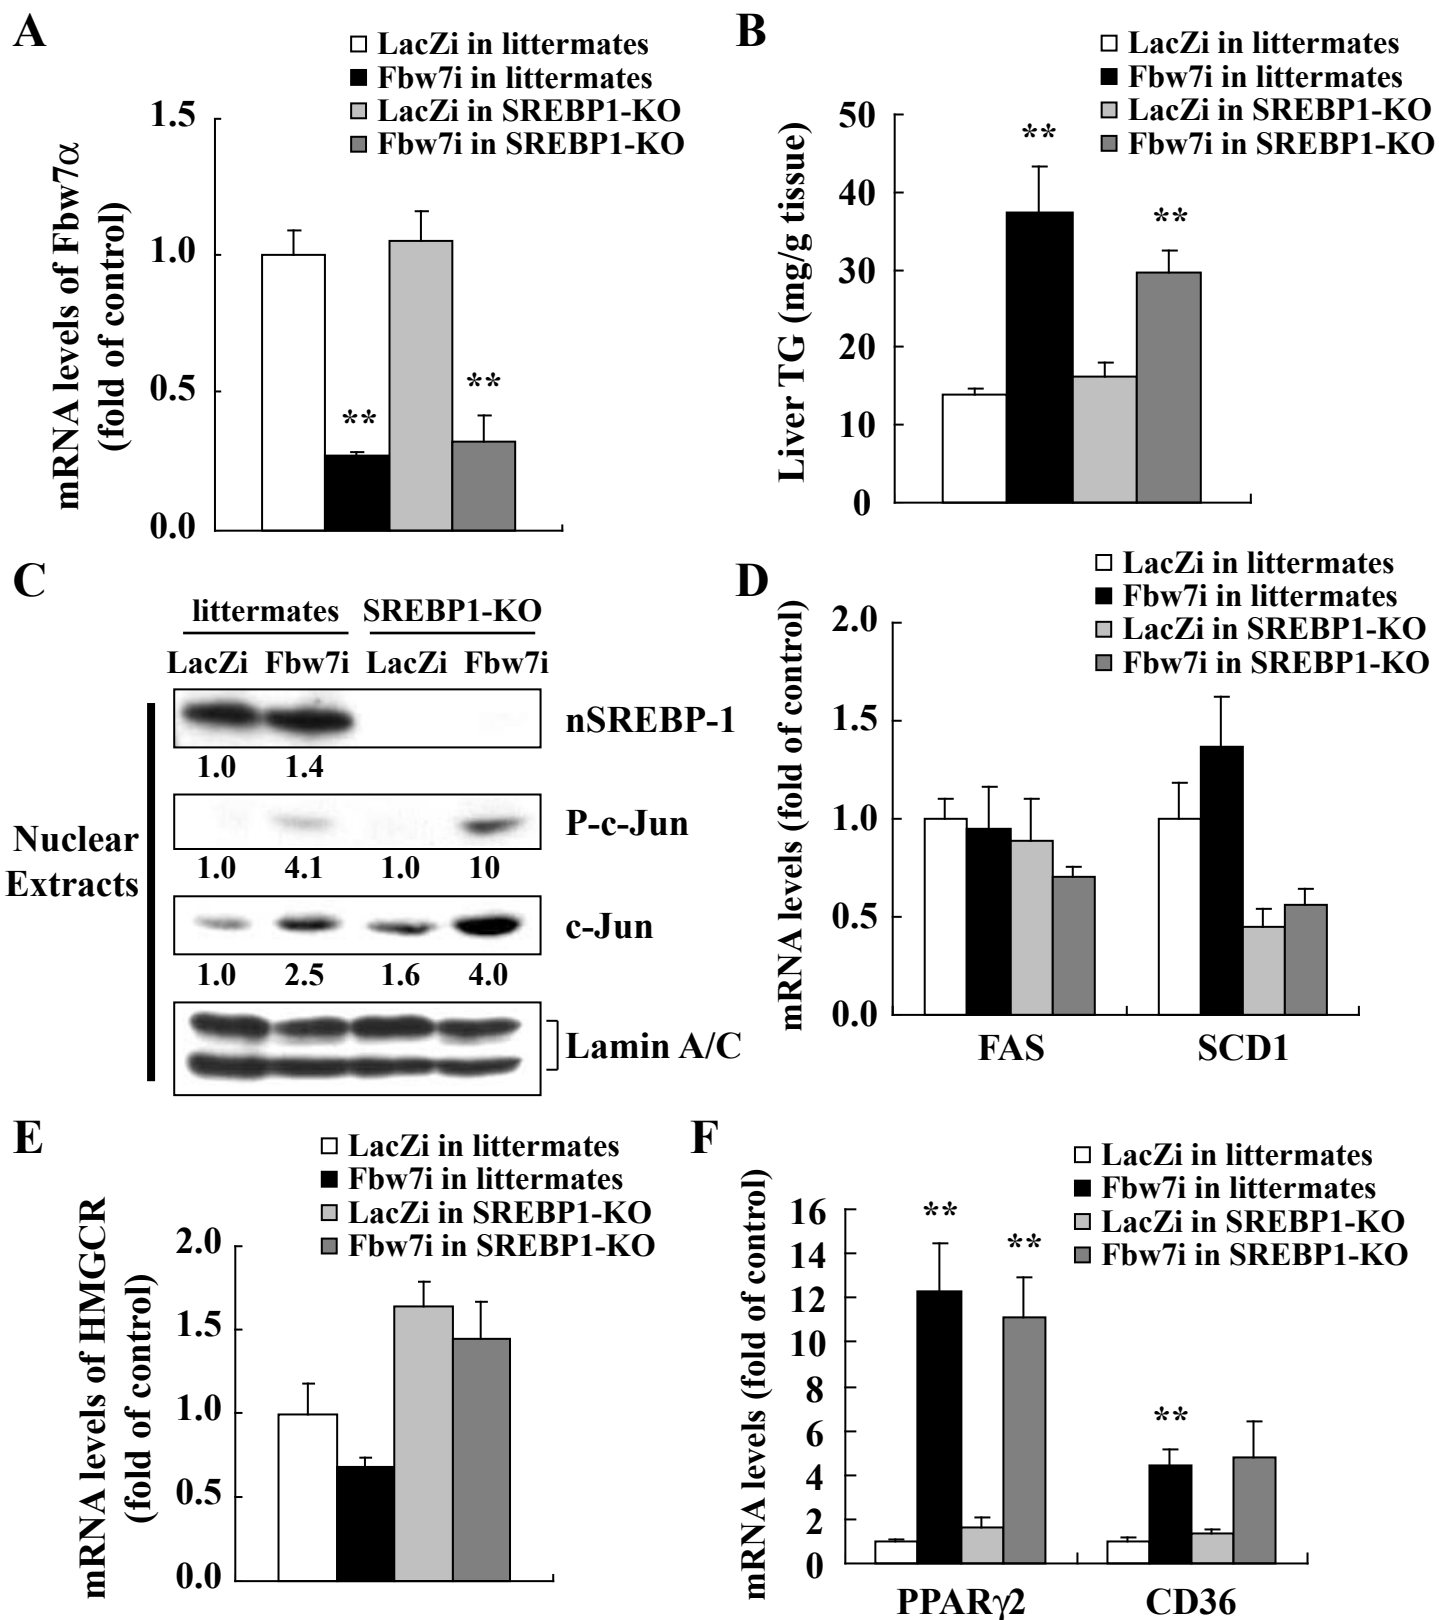 A
LacZi in littermates
Fbw7i in littermates
LacZi in SREBP1-KO
Fbw7i in SREBP1-KO
mRNA levels of Fbw7α
(fold of control)
1.5
1.0
0.5
0.0
**
**
B
LacZi in littermates
Fbw7i in littermates
LacZi in SREBP1-KO
Fbw7i in SREBP1-KO
Liver TG (mg/g tissue)
50
40
30
20
10
0
**
**
C
littermates SREBP1-KO
LacZi Fbw7i LacZi Fbw7i
nSREBP-1
1.0 1.4
P-c-Jun
1.0 4.1 1.0 10
c-Jun
1.0 2.5 1.6 4.0
Lamin A/C
Nuclear
Extracts
D
LacZi in littermates
Fbw7i in littermates
LacZi in SREBP1-KO
Fbw7i in SREBP1-KO
mRNA levels (fold of control)
2.0
1.5
1.0
0.5
0.0
FAS SCD1
E
LacZi in littermates
Fbw7i in littermates
LacZi in SREBP1-KO
Fbw7i in SREBP1-KO
mRNA levels of HMGCR
(fold of control)
2.0
1.5
1.0
0.5
0.0
F
LacZi in littermates
Fbw7i in littermates
LacZi in SREBP1-KO
Fbw7i in SREBP1-KO
mRNA levels (fold of control)
16
14
12
10
8
6
4
2
0
**
**
**
PPARγ2 CD36